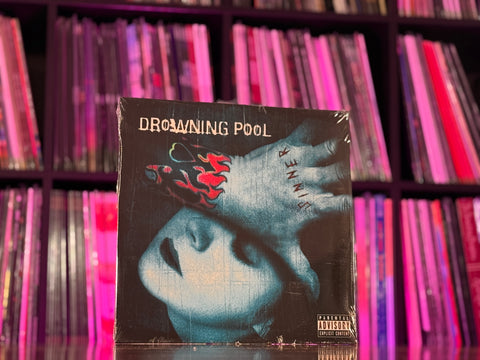 DROWNING POOL
SINNER
PARENTAL
ADVISORY
EXPLICIT CONTENT